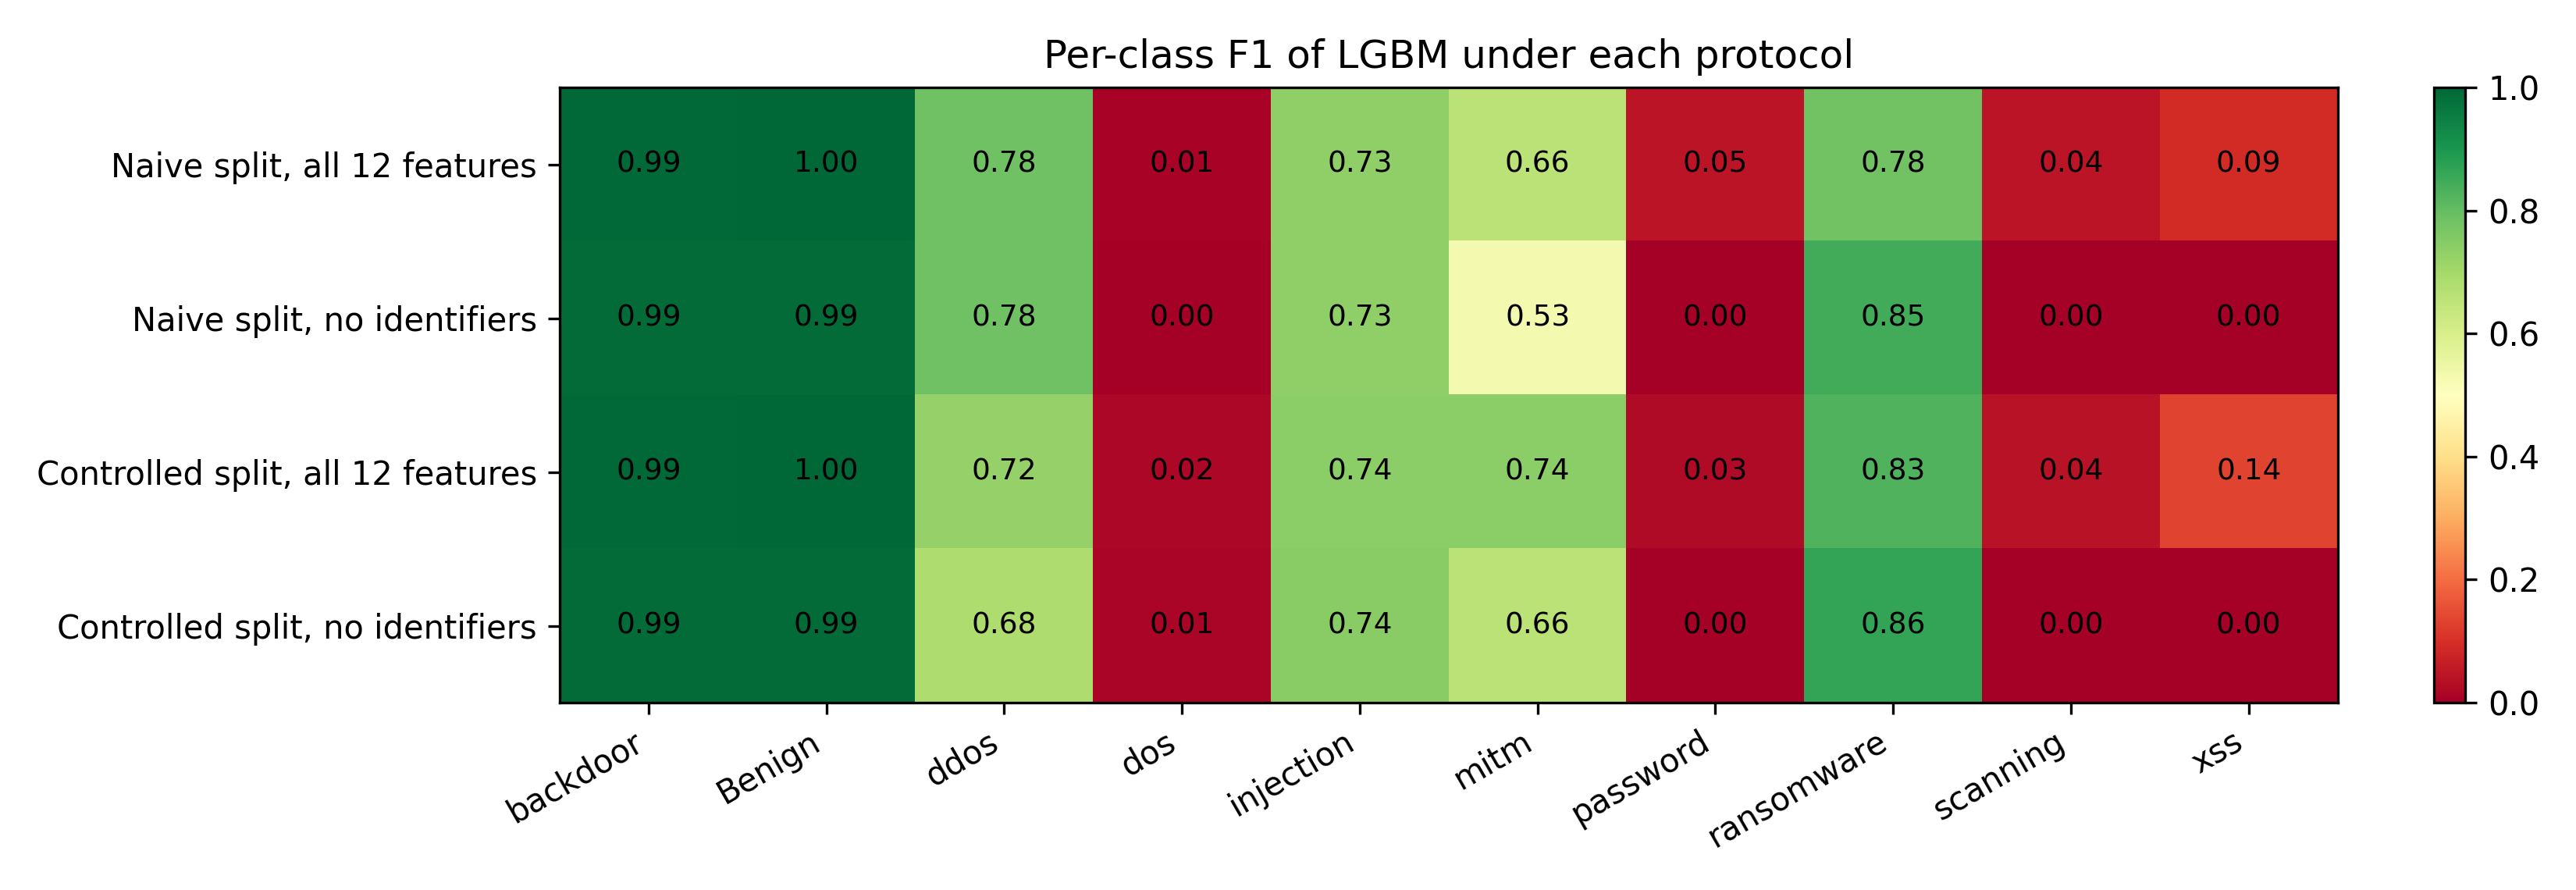 Per-class F1 of LGBM under each protocol
Naive split, all 12 features 0.99 1.00 0.78 0.01 0.73 0.66 0.05 0.78 0.04 0.09
Naive split, no identifiers 0.99 0.99 0.78 0.00 0.73 0.53 0.00 0.85 0.00 0.00
Controlled split, all 12 features 0.99 1.00 0.72 0.02 0.74 0.74 0.03 0.83 0.04 0.14
Controlled split, no identifiers 0.99 0.99 0.68 0.01 0.74 0.66 0.00 0.86 0.00 0.00
backdoor Benign ddos dos injection mitm password ransomware scanning xss
1.0
0.8
0.6
0.4
0.2
0.0